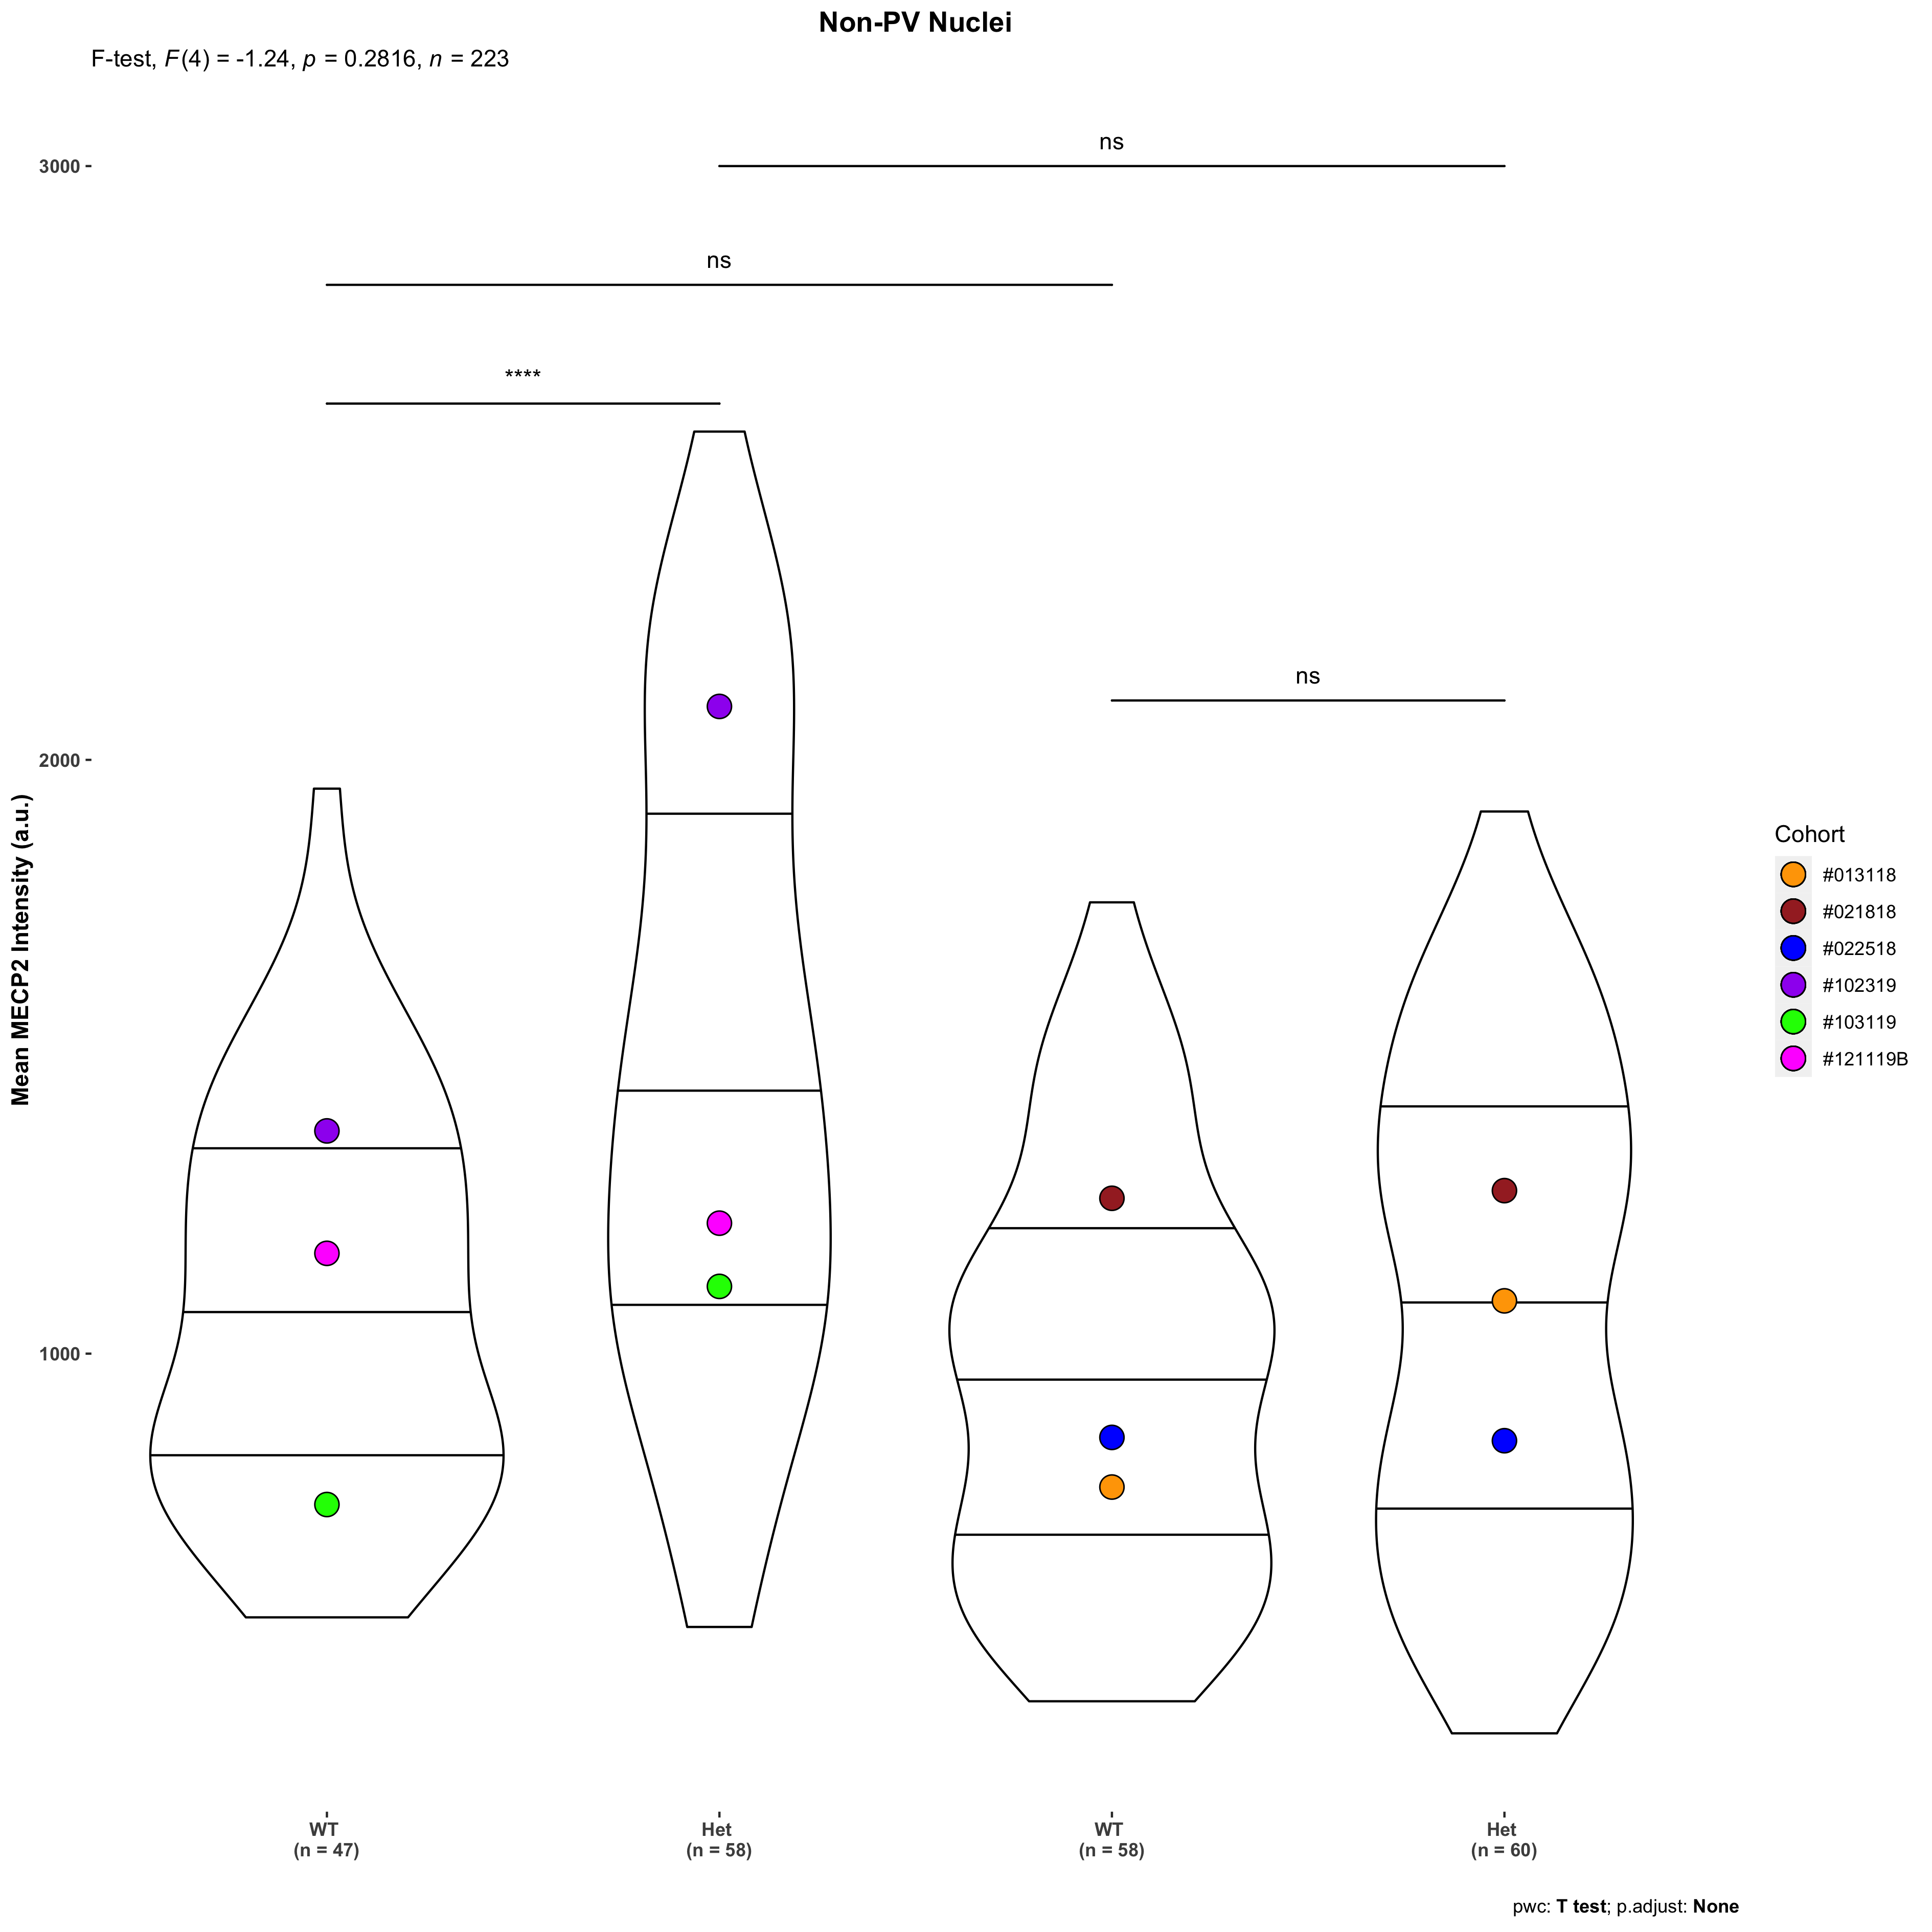 Non-PV Nuclei
F-test, F(4) = -1.24, p = 0.2816, n = 223
ns
3000
ns
****
ns
2000
Mean MECP2 Intensity (a.u.)
1000
Cohort
#013118
#021818
#022518
#102319
#103119
#121119B
WT
(n = 47)
Het
(n = 58)
WT
(n = 58)
Het
(n = 60)
pwc: T test; p.adjust: None